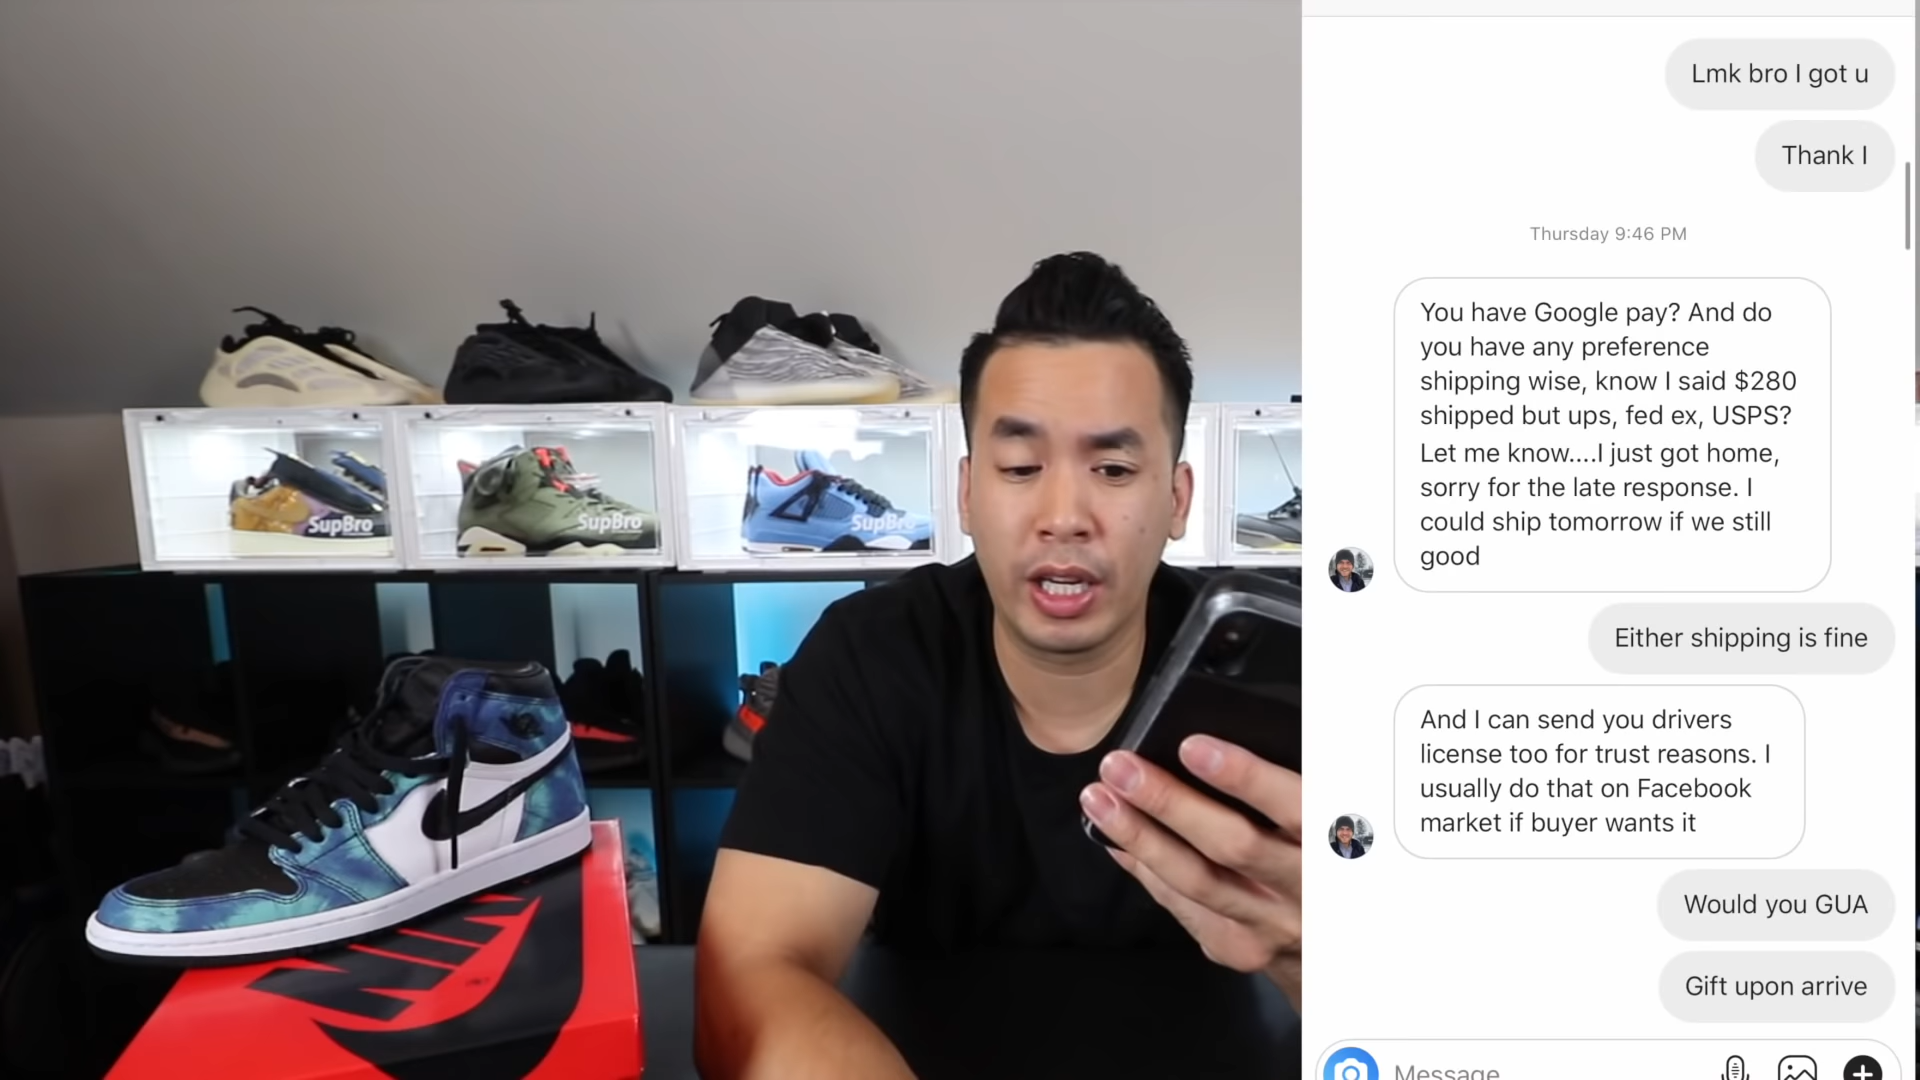 Lmk bro I got u
Thank I
Thursday 9:46 PM
You have Google pay? And do
you have any preference
shipping wise, know I said $280
shipped but ups, fed ex, USPS?
Let me know....I just got home,
sorry for the late response. I
could ship tomorrow if we still
good
Either shipping is fine
And I can send you drivers
license too for trust reasons. I
usually do that on Facebook
market if buyer wants it
Would you GUA
Gift upon arrive
Message
SupBro
SupBro
SupBro
NIKE